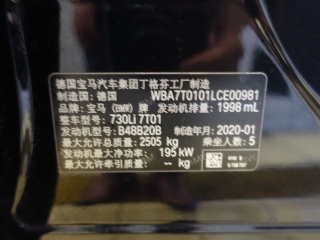 德国宝马汽车集团丁格芬工厂制造
制造国: 德国 WBA7T0101LCE00981
品牌: 宝马 (BMW) 牌 发动机排量: 1998 mL
整车型号: 730Li 7T01
发动机型号: B48B20B 制造年月: 2020-01
最大允许总质量: 2505 kg 乘坐人数: 5
发动机最大净功率: 195 kW
最大允许牵引质量: -- kg